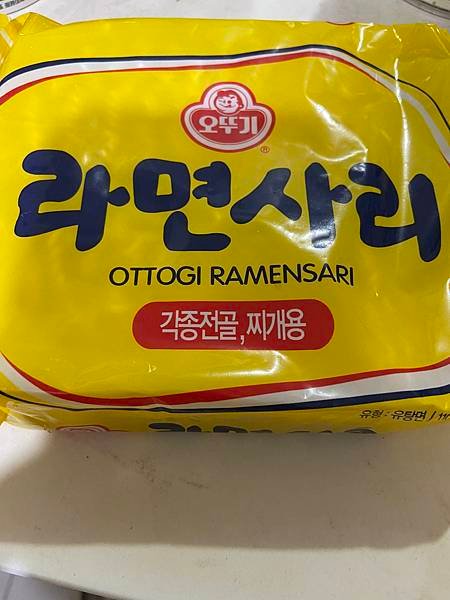 오뚜기
®
라면사리
OTTOGI RAMENSARI
각종전골,찌개용
유형 : 유탕면 / 11